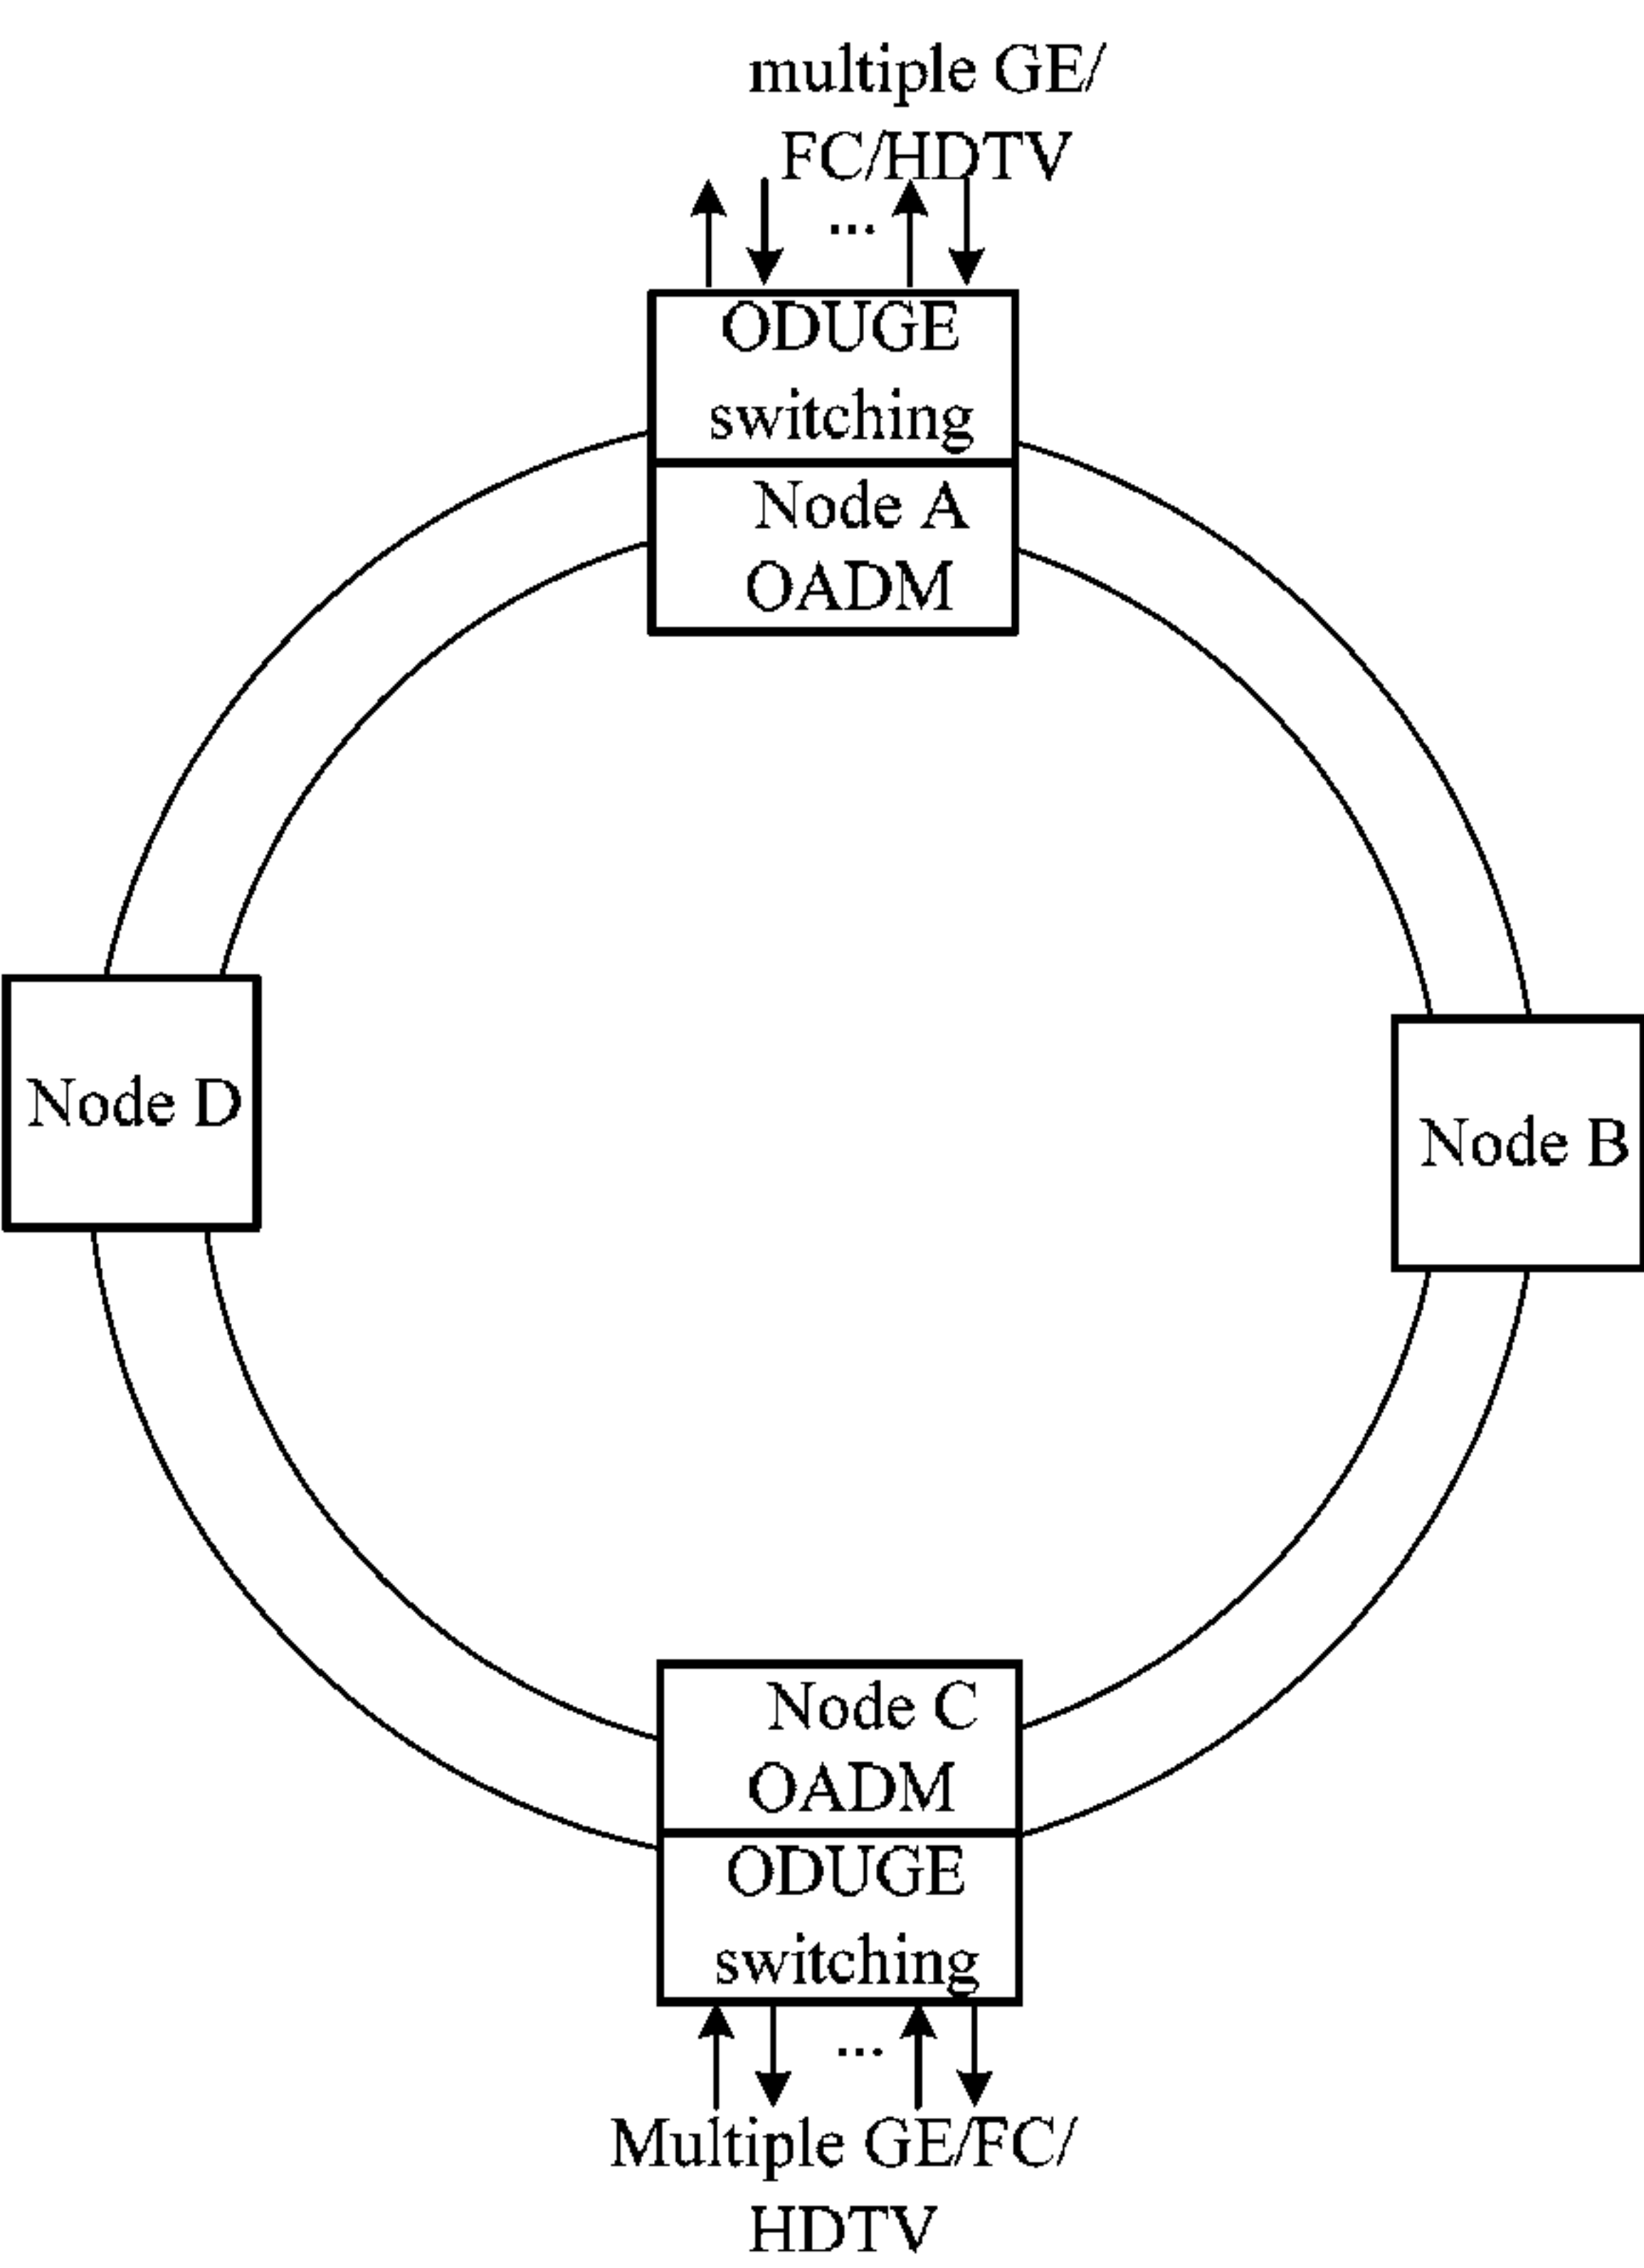 multiple GE/
FC/HDTV
...
ODUGE
switching
Node A
OADM
Node D
Node B
Node C
OADM
ODUGE
switching
...
Multiple GE/FC/
HDTV